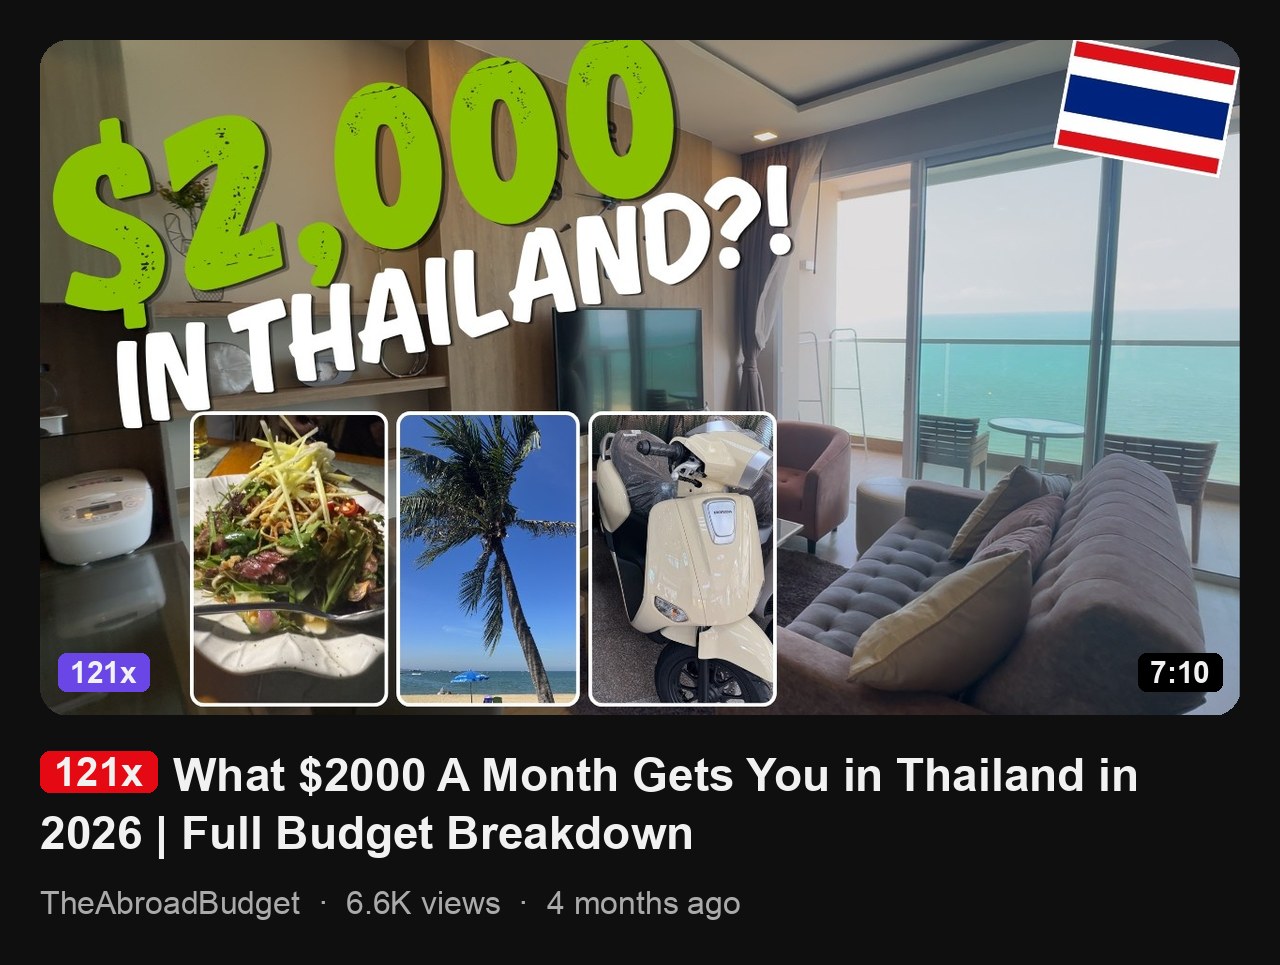 $2,000
IN THAILAND?!
HONDA
121x
7:10
121x What $2000 A Month Gets You in Thailand in
2026 | Full Budget Breakdown
TheAbroadBudget · 6.6K views · 4 months ago